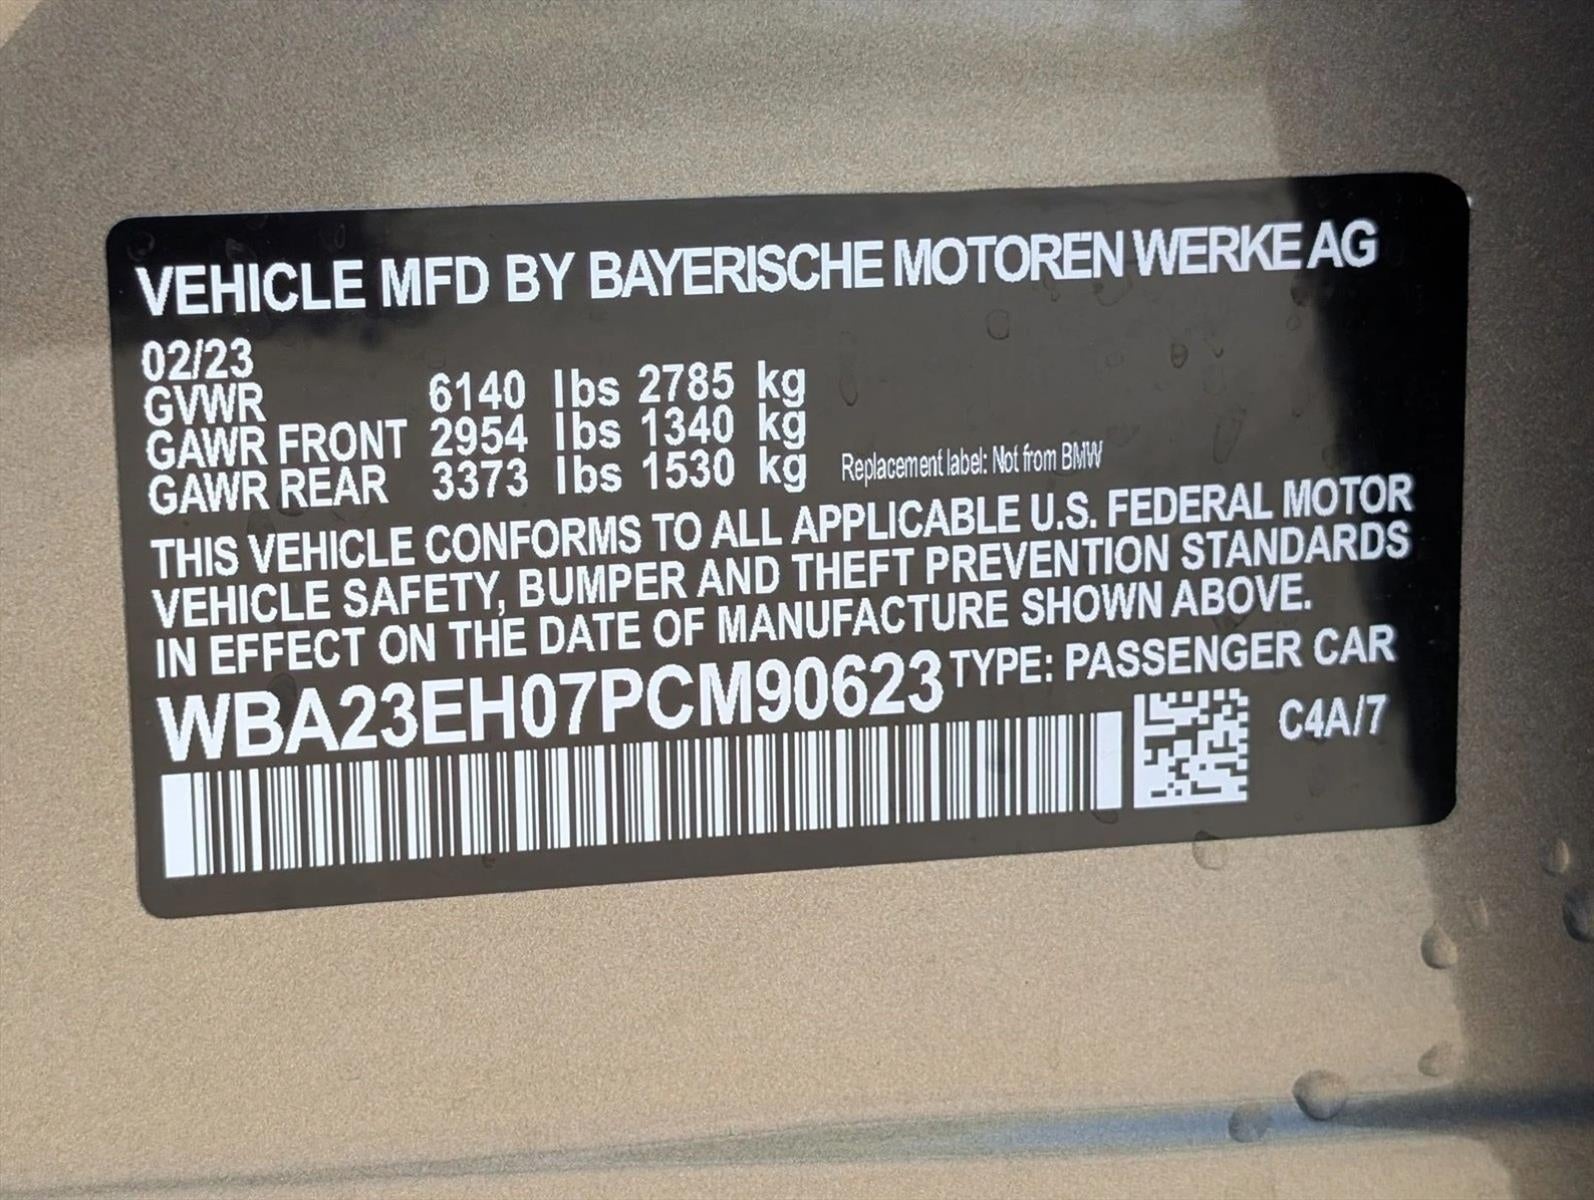 VEHICLE MFD BY BAYERISCHE MOTOREN WERKE AG
02/23
GVWR 6140 lbs 2785 kg
GAWR FRONT 2954 lbs 1340 kg
GAWR REAR 3373 lbs 1530 kg
Replacement label: Not from BMW
THIS VEHICLE CONFORMS TO ALL APPLICABLE U.S. FEDERAL MOTOR
VEHICLE SAFETY, BUMPER AND THEFT PREVENTION STANDARDS
IN EFFECT ON THE DATE OF MANUFACTURE SHOWN ABOVE.
WBA23EH07PCM90623 TYPE: PASSENGER CAR
C4A/7